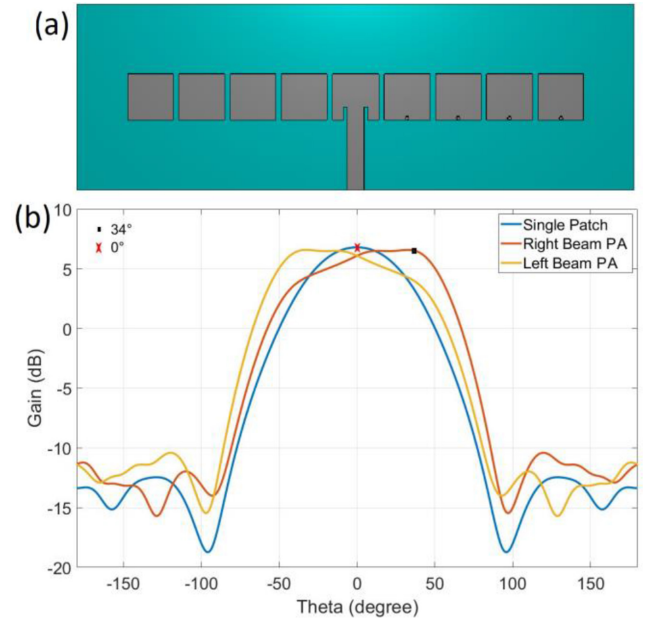 (a)
(b)
10
5
0
-5
-10
-15
-20
Gain (dB)
34°
0°
Single Patch
Right Beam PA
Left Beam PA
-150 -100 -50 0 50 100 150
Theta (degree)